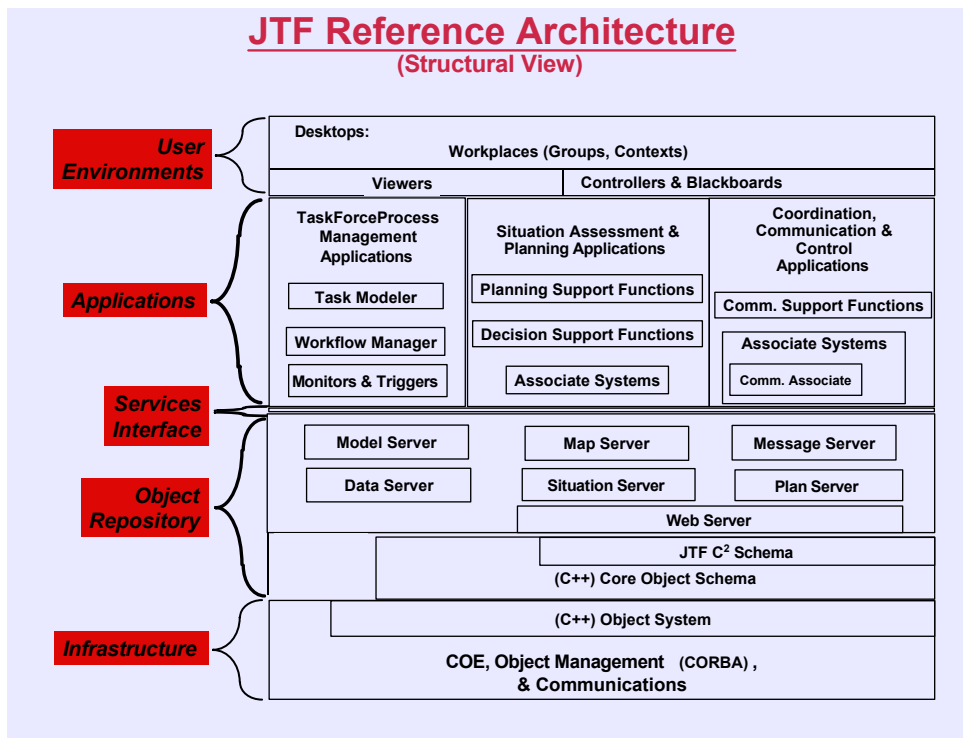 JTF Reference Architecture
(Structural View)
User
Environments
Desktops:
Workplaces (Groups, Contexts)
Viewers
Controllers & Blackboards
Applications
TaskForceProcess
Management
Applications
Task Modeler
Workflow Manager
Monitors & Triggers
Situation Assessment &
Planning Applications
Planning Support Functions
Decision Support Functions
Associate Systems
Coordination,
Communication &
Control
Applications
Comm. Support Functions
Associate Systems
Comm. Associate
Services
Interface
Object
Repository
Model Server
Map Server
Message Server
Data Server
Situation Server
Plan Server
Web Server
JTF C² Schema
(C++) Core Object Schema
Infrastructure
(C++) Object System
COE, Object Management (CORBA) ,
& Communications